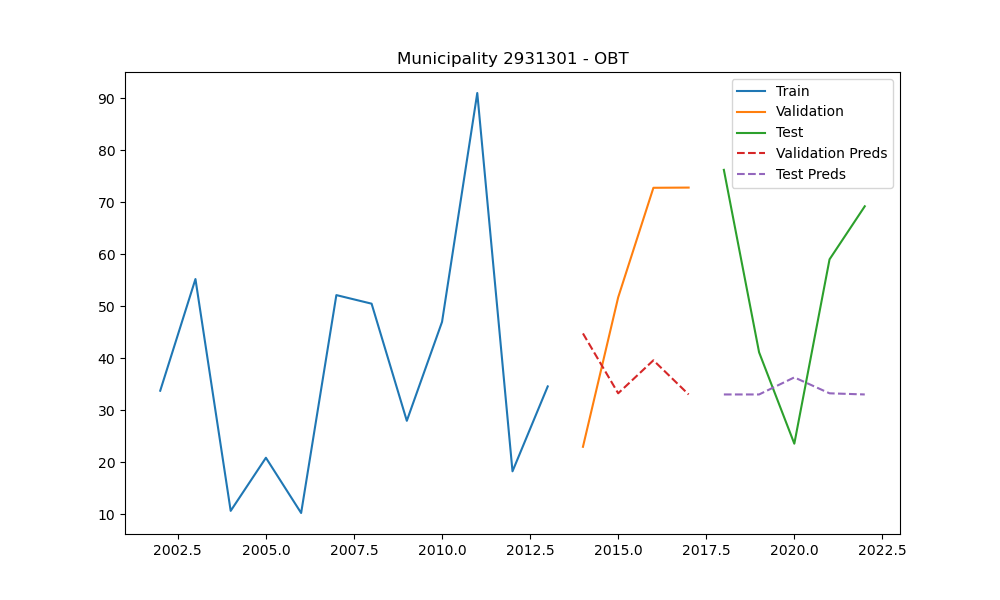 Municipality 2931301 - OBT
Train
Validation
Test
Validation Preds
Test Preds
90
80
70
60
50
40
30
20
10
2002.5 2005.0 2007.5 2010.0 2012.5 2015.0 2017.5 2020.0 2022.5